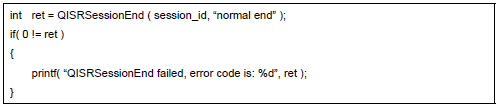 int   ret = QISRSessionEnd ( session_id, “normal end” );
if( 0 != ret )
{
      printf( “QISRSessionEnd failed, error code is: %d”, ret );
}